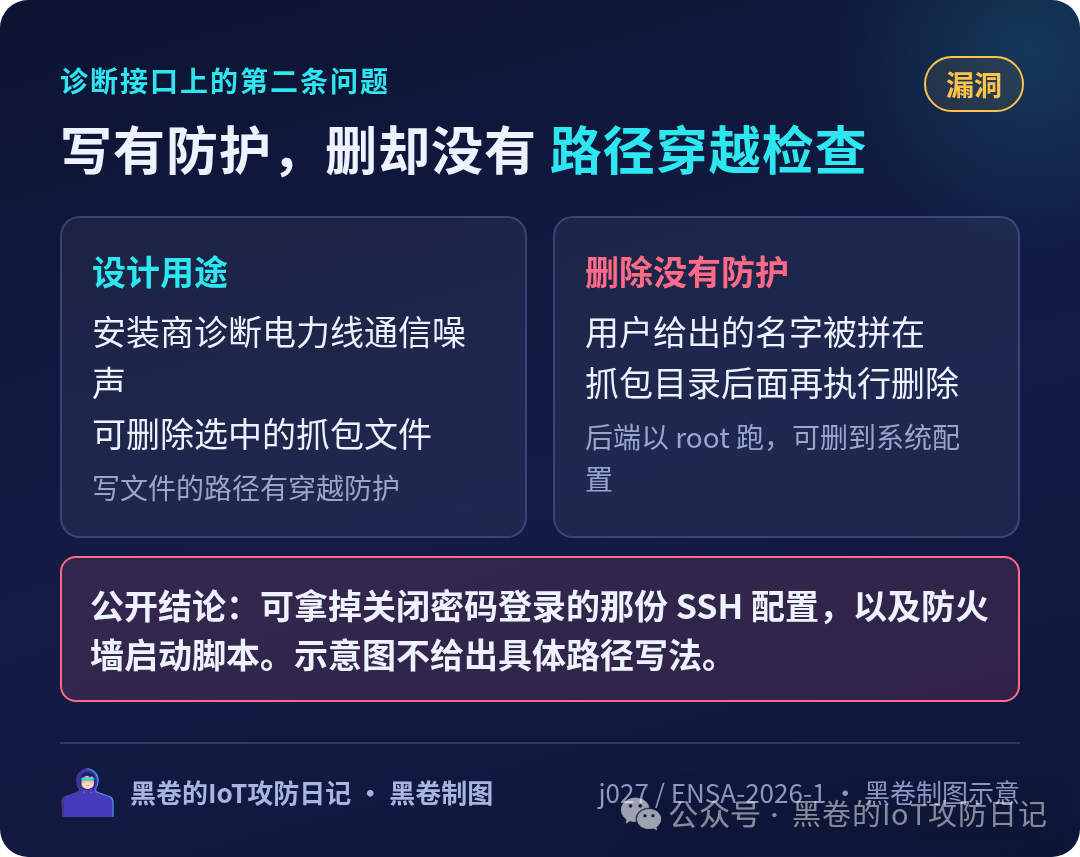 诊断接口上的第二条问题
漏洞
写有防护，删却没有 路径穿越检查
设计用途
安装商诊断电力线通信噪
声
可删除选中的抓包文件
写文件的路径有穿越防护
删除没有防护
用户给出的名字被拼在
抓包目录后面再执行删除
后端以 root 跑，可删到系统配
置
公开结论：可拿掉关闭密码登录的那份 SSH 配置，以及防火
墙启动脚本。示意图不给出具体路径写法。
黑卷的IoT攻防日记 · 黑卷制图
j027 / ENSA-2026-1 · 黑卷制图示意
公众号 · 黑卷的IoT攻防日记